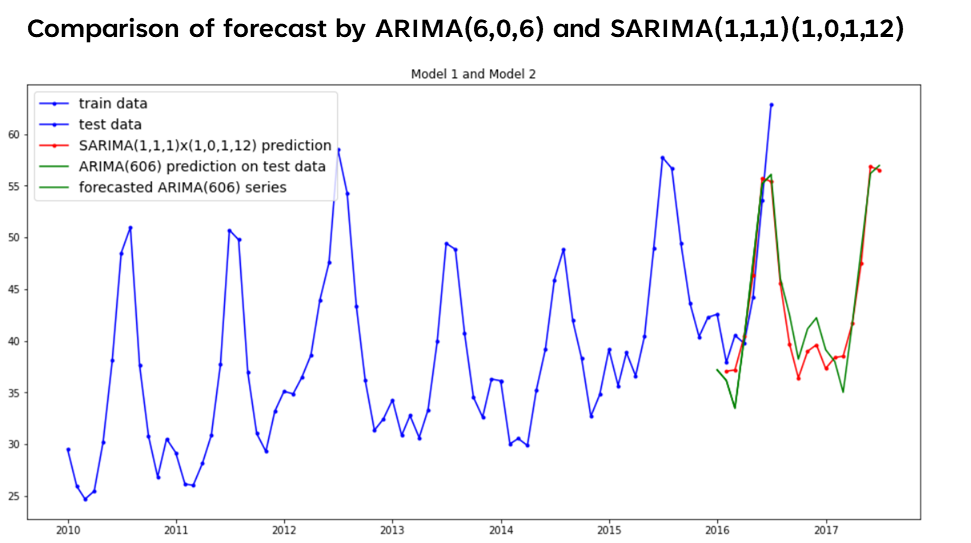 Comparison of forecast by ARIMA(6,0,6) and SARIMA(1,1,1)(1,0,1,12)
Model 1 and Model 2
train data
test data
SARIMA(1,1,1)x(1,0,1,12) prediction
ARIMA(606) prediction on test data
forecasted ARIMA(606) series
60
55
50
45
40
35
30
25
2010 2011 2012 2013 2014 2015 2016 2017